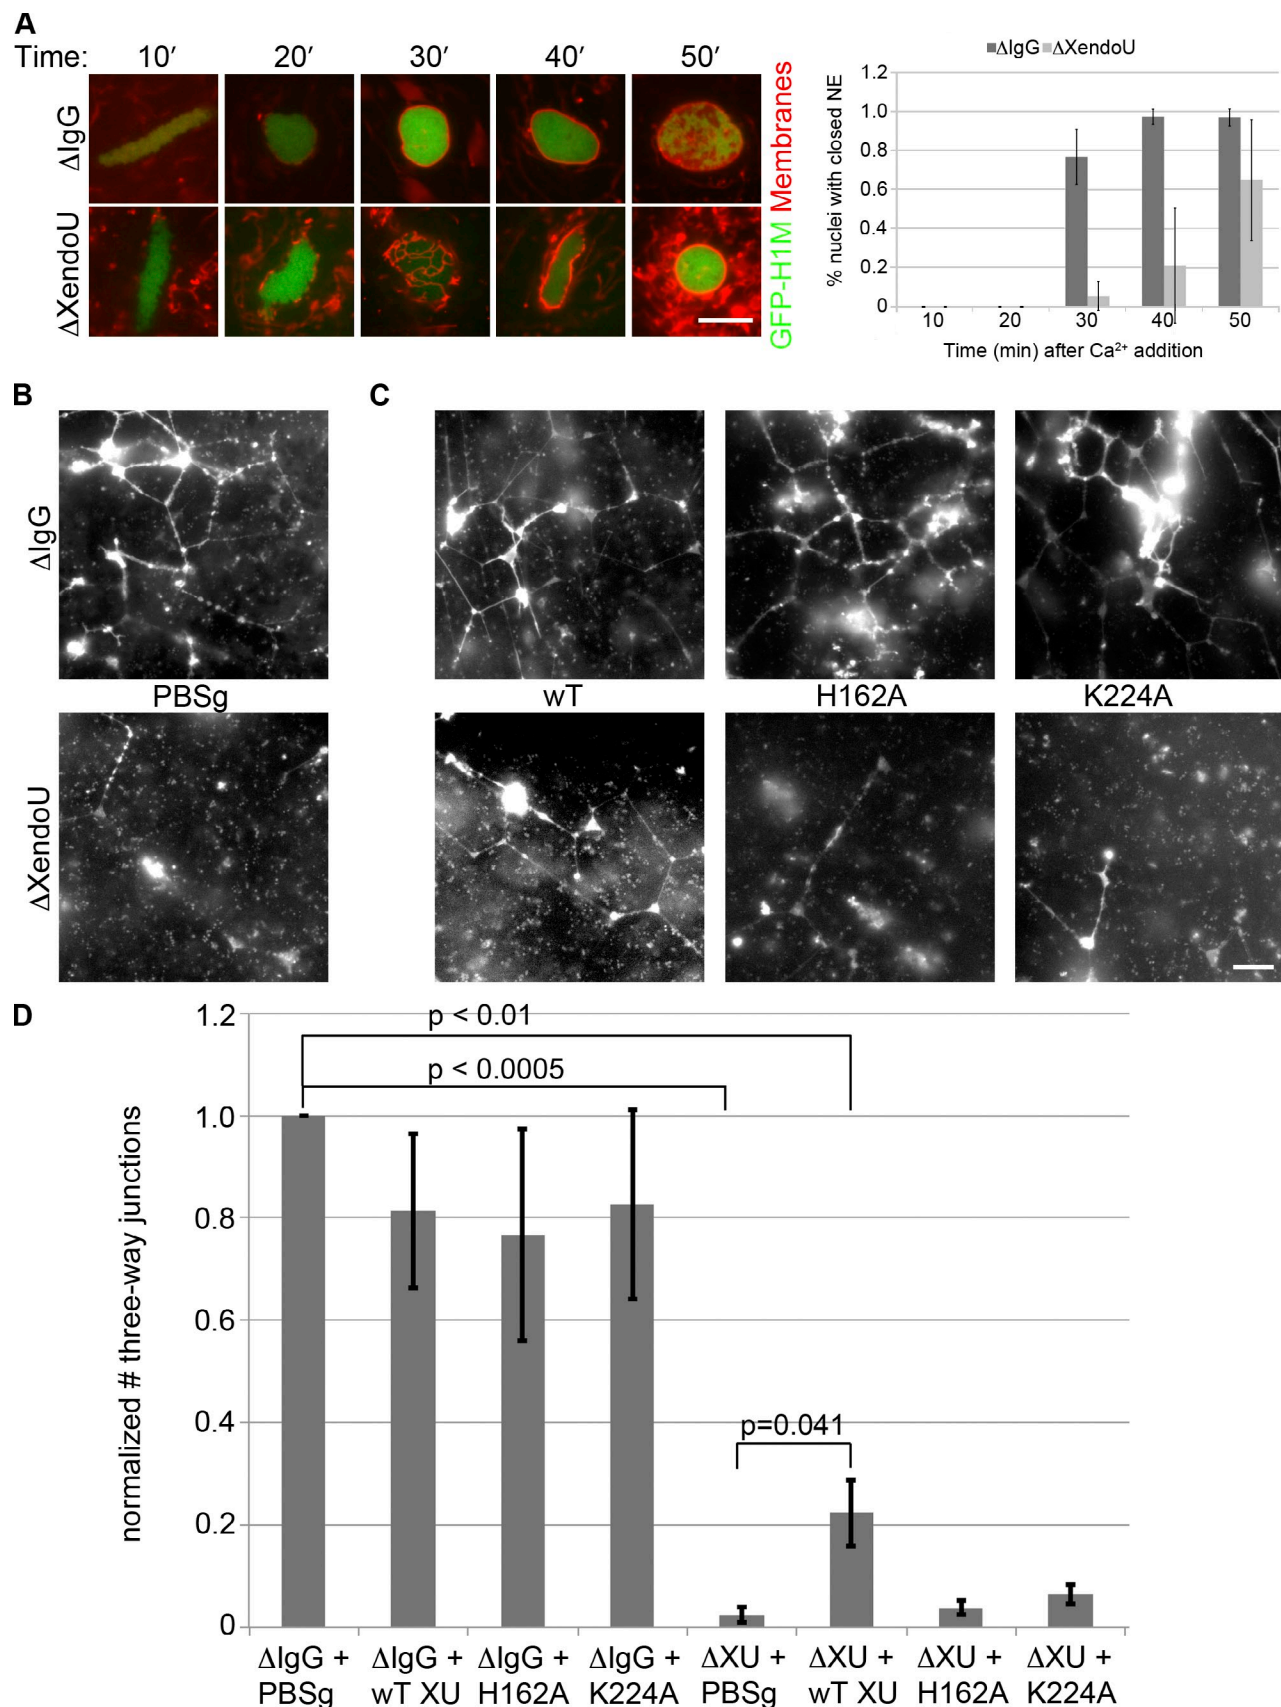 A
Time: 10′ 20′ 30′ 40′ 50′
ΔIgG
ΔXendoU
GFP-H1M Membranes
ΔIgG ΔXendoU
% nuclei with closed NE
1.2
1.0
0.8
0.6
0.4
0.2
0
10 20 30 40 50
Time (min) after Ca²⁺ addition
B
C
ΔIgG
PBSg wT H162A K224A
ΔXendoU
D
normalized # three-way junctions
1.2
1.0
0.8
0.6
0.4
0.2
0
p < 0.01
p < 0.0005
p=0.041
ΔIgG + ΔIgG + ΔIgG + ΔIgG + ΔXU + ΔXU + ΔXU + ΔXU +
PBSg wT XU H162A K224A PBSg wT XU H162A K224A